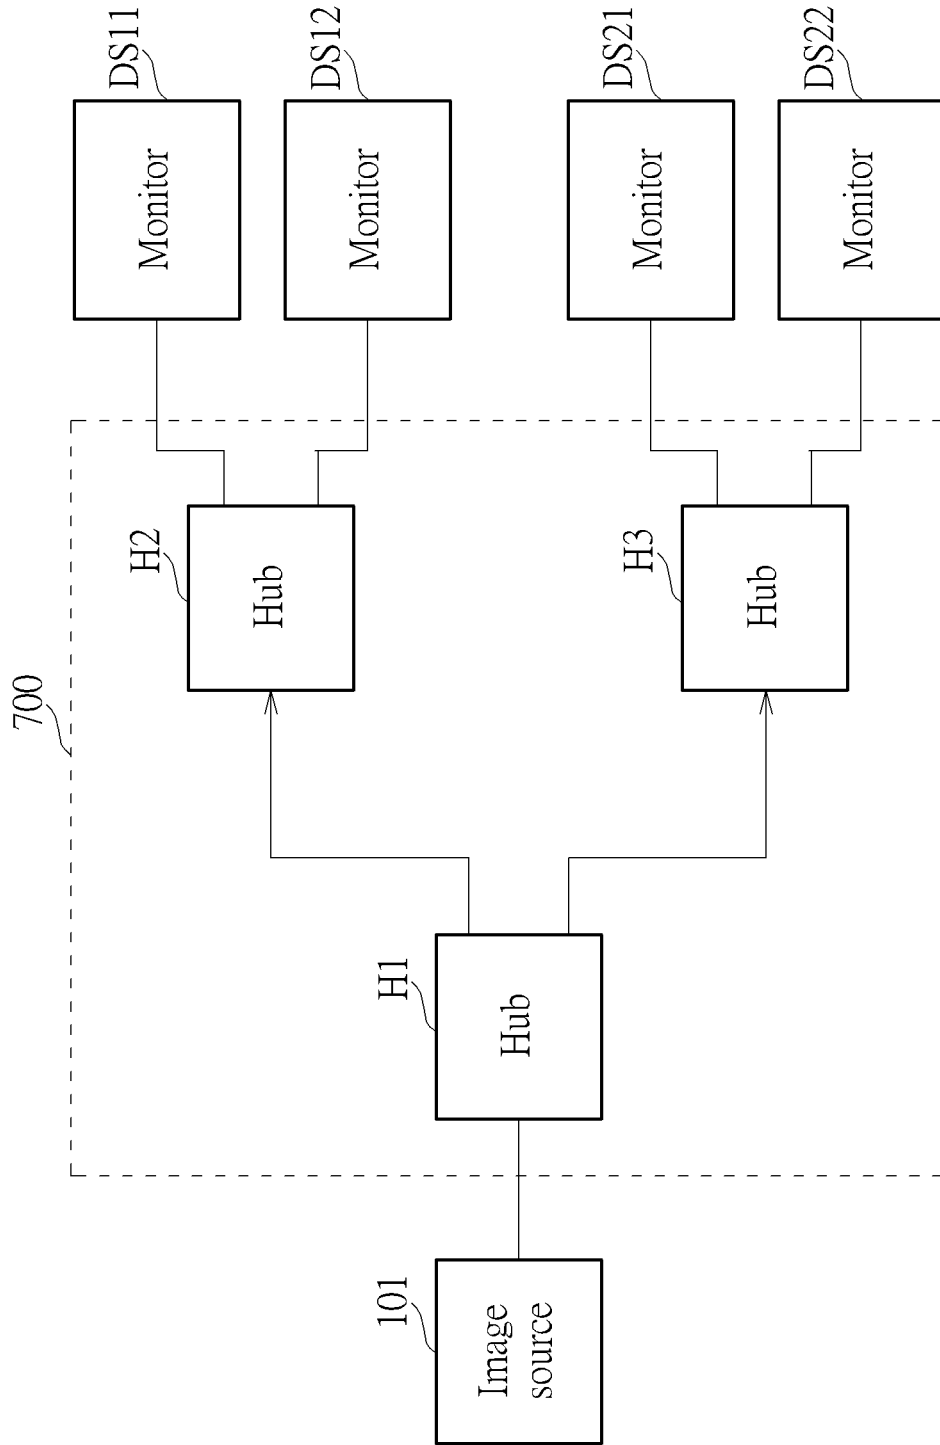 700
101
Image
source
H1
Hub
H2
Hub
H3
Hub
DS11
Monitor
DS12
Monitor
DS21
Monitor
DS22
Monitor